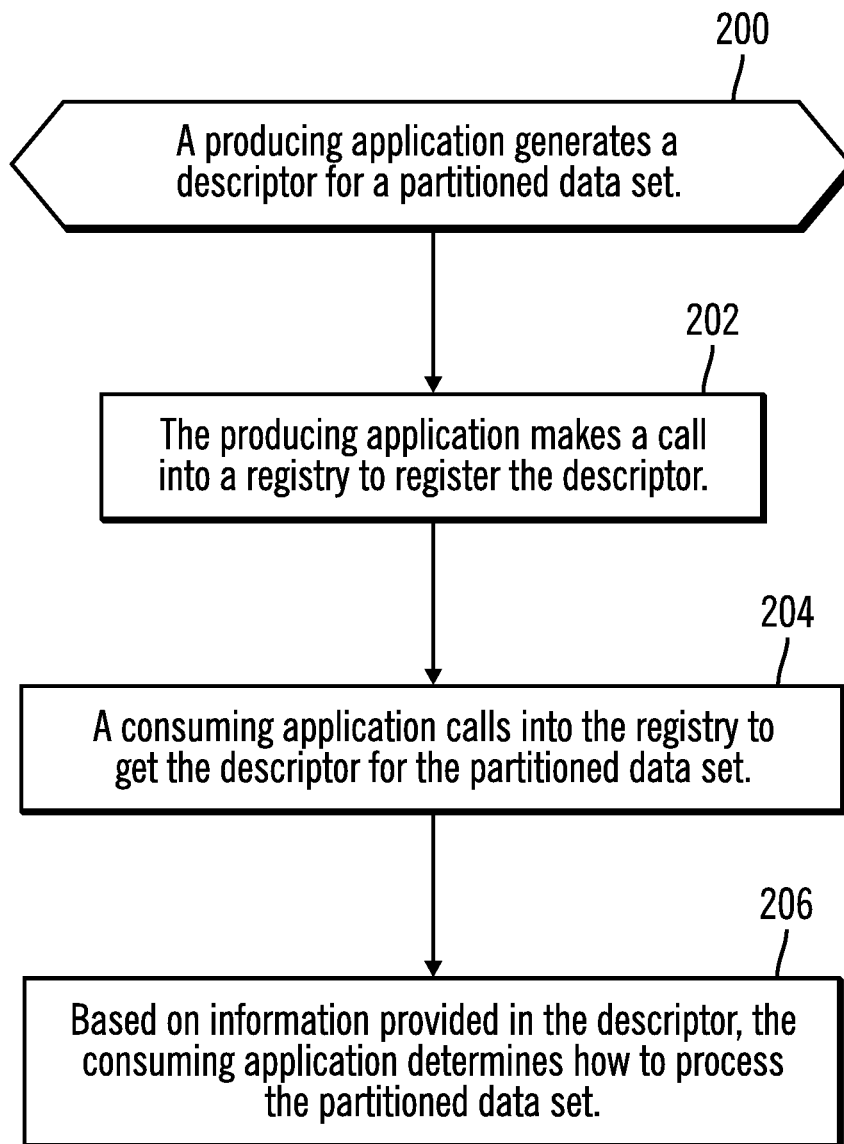 200
A producing application generates a
descriptor for a partitioned data set.
202
The producing application makes a call
into a registry to register the descriptor.
204
A consuming application calls into the registry to
get the descriptor for the partitioned data set.
206
Based on information provided in the descriptor, the
consuming application determines how to process
the partitioned data set.